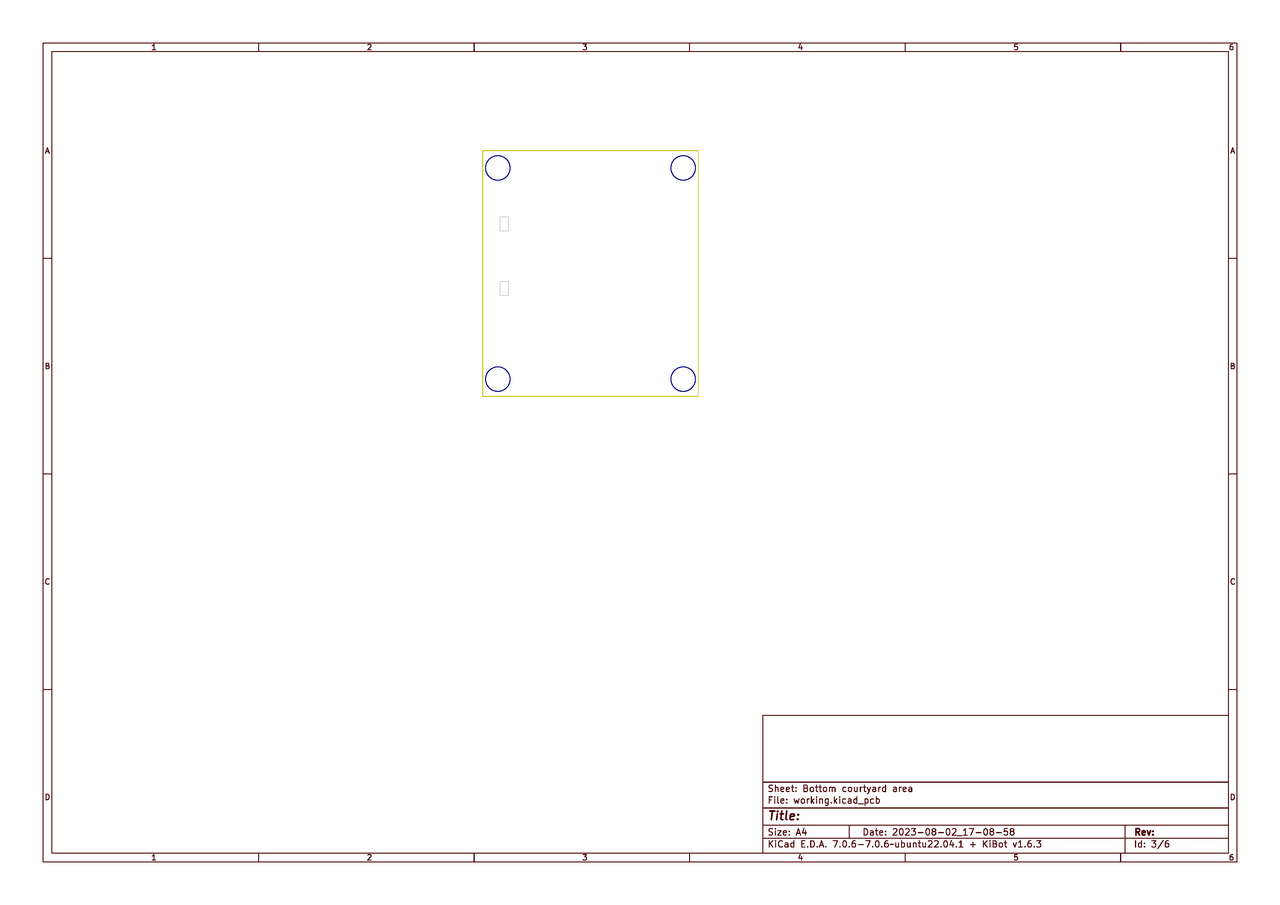 1 2 3 4 5 6
A A
B B
C C
D D
Sheet: Bottom courtyard area
File: working.kicad_pcb
Title:
Size: A4 Date: 2023-08-02_17-08-58 Rev:
KiCad E.D.A. 7.0.6-7.0.6~ubuntu22.04.1 + KiBot v1.6.3 Id: 3/6
1 2 3 4 5 6